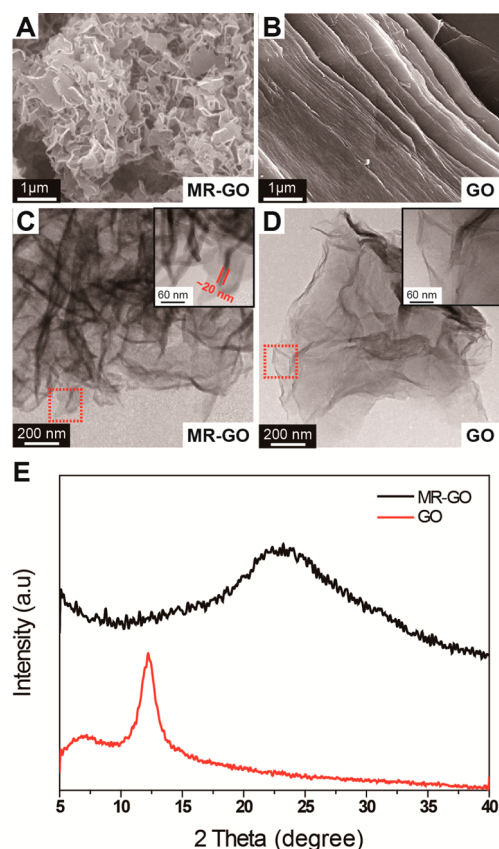 A
1µm
MR-GO
B
1µm
GO
C
~20 nm
60 nm
200 nm
MR-GO
D
60 nm
200 nm
GO
E
MR-GO
GO
Intensity (a.u)
5 10 15 20 25 30 35 40
2 Theta (degree)